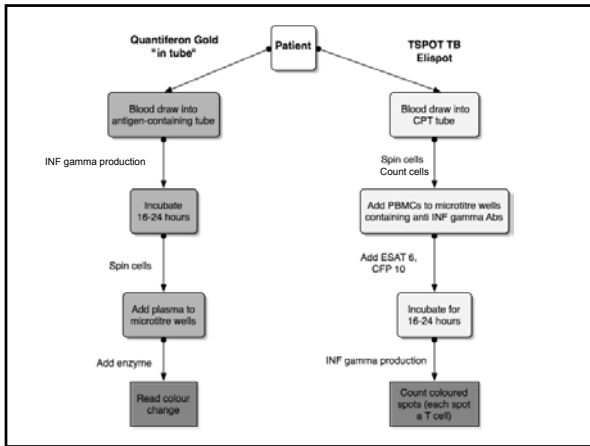 Quantiferon Gold
"in tube"
Patient
TSPOT TB
Elispot
Blood draw into
antigen-containing tube
INF gamma production
Incubate
16-24 hours
Spin cells
Add plasma to
microtitre wells
Add enzyme
Read colour
change
Blood draw into
CPT tube
Spin cells
Count cells
Add PBMCs to microtitre wells
containing anti INF gamma Abs
Add ESAT 6,
CFP 10
Incubate for
16-24 hours
INF gamma production
Count coloured
spots (each spot
a T cell)